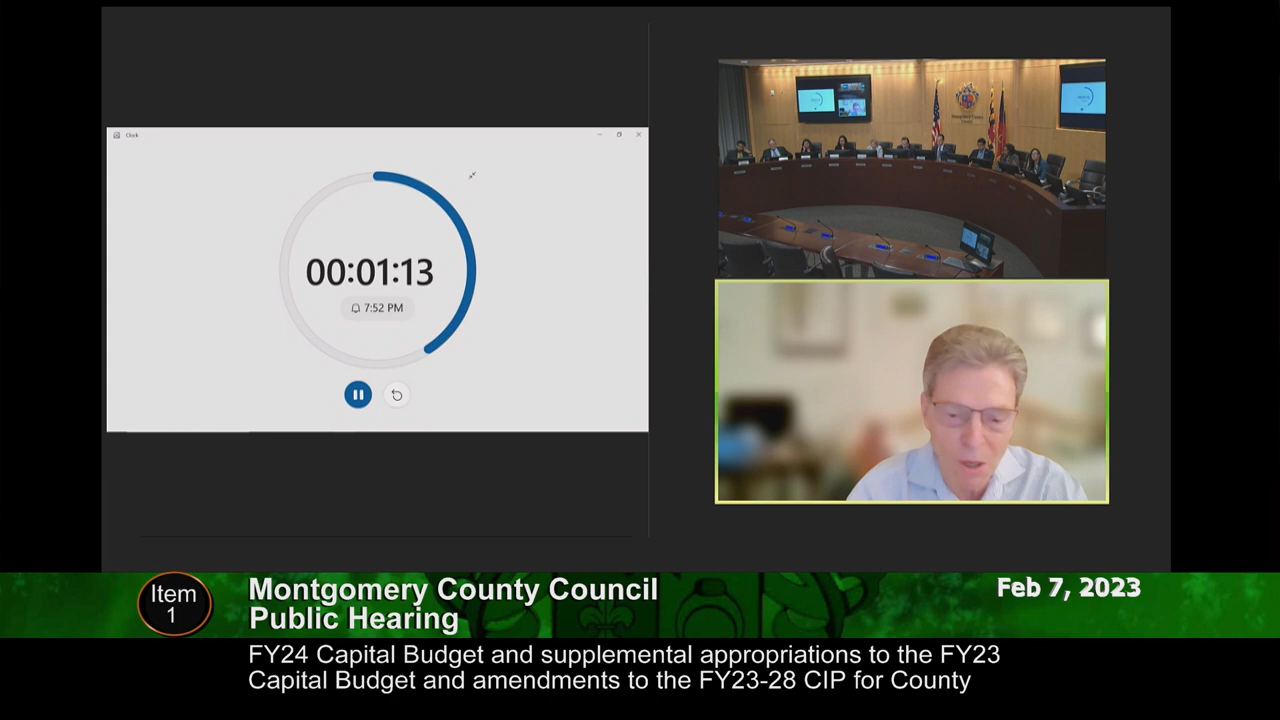 Clock
00:01:13
7:52 PM
Item
1
Montgomery County Council
Public Hearing
Feb 7, 2023
FY24 Capital Budget and supplemental appropriations to the FY23
Capital Budget and amendments to the FY23-28 CIP for County